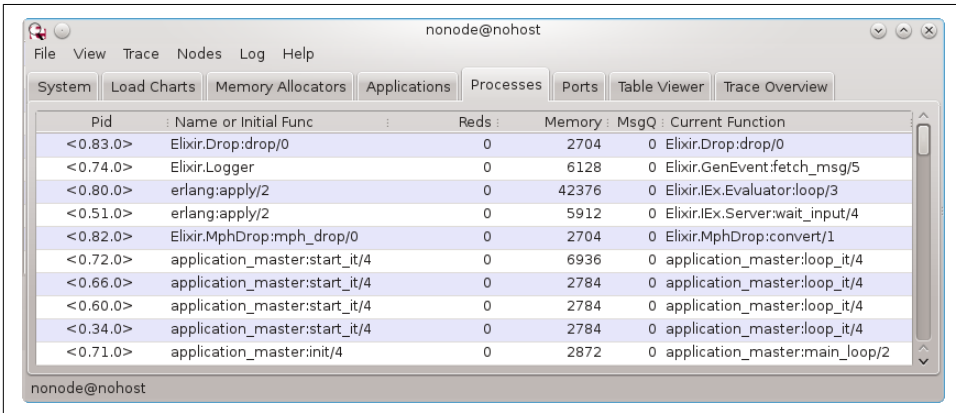 nonode@nohost
File View Trace Nodes Log Help
System Load Charts Memory Allocators Applications Processes Ports Table Viewer Trace Overview
Pid Name or Initial Func Reds Memory MsgQ Current Function
<0.83.0> Elixir.Drop:drop/0 0 2704 0 Elixir.Drop:drop/0
<0.74.0> Elixir.Logger 0 6128 0 Elixir.GenEvent:fetch_msg/5
<0.80.0> erlang:apply/2 0 42376 0 Elixir.IEx.Evaluator:loop/3
<0.51.0> erlang:apply/2 0 5912 0 Elixir.IEx.Server:wait_input/4
<0.82.0> Elixir.MphDrop:mph_drop/0 0 2704 0 Elixir.MphDrop:convert/1
<0.72.0> application_master:start_it/4 0 6936 0 application_master:loop_it/4
<0.66.0> application_master:start_it/4 0 2784 0 application_master:loop_it/4
<0.60.0> application_master:start_it/4 0 2784 0 application_master:loop_it/4
<0.34.0> application_master:start_it/4 0 2784 0 application_master:loop_it/4
<0.71.0> application_master:init/4 0 2872 0 application_master:main_loop/2
nonode@nohost